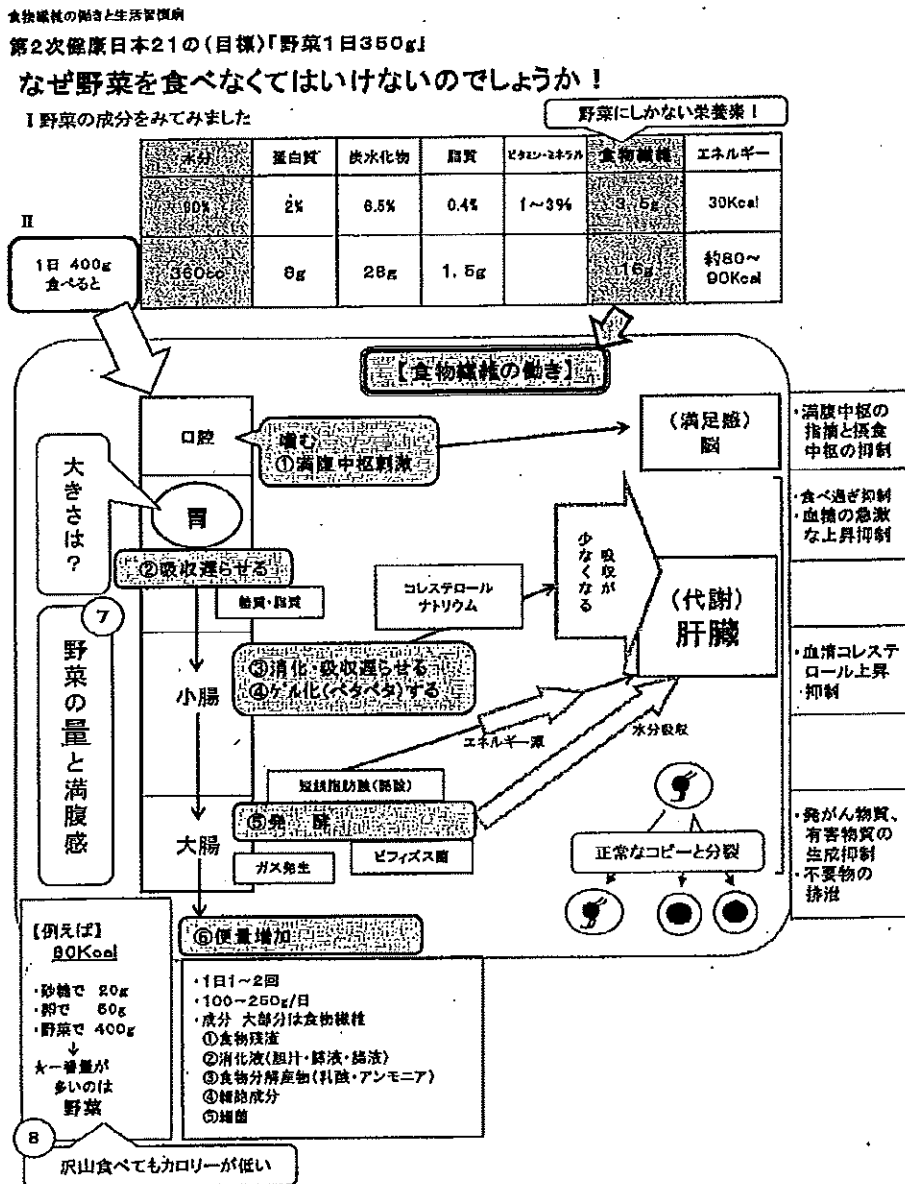 食物繊維の働きと生活習慣病
第2次健康日本21の(目標)「野菜1日350g」
なぜ野菜を食べなくてはいけないのでしょうか！
Ⅰ野菜の成分をみてみました
野菜にしかない栄養素！
水分 蛋白質 炭水化物 脂質 ビタミン・ミネラル 食物繊維 エネルギー
90% 2% 6.5% 0.4% 1～3% 3.5g 30Kcal
Ⅱ
1日 400g
食べると
360cc 8g 28g 1.5g 16g 約80～
90Kcal
【食物繊維の働き】
口腔
噛む
①満腹中枢刺激
(満足感)
脳
・満腹中枢の
指摘と摂食
中枢の抑制
大きさは？
胃
②吸収遅らせる
糖質・脂質
コレステロール
ナトリウム
吸収が
少なくなる
(代謝)
肝臓
・食べ過ぎ抑制
・血糖の急激
な上昇抑制
⑦
野菜の量と満腹感
小腸
③消化・吸収遅らせる
④ゲル化(ベタベタ)する
・血清コレステ
ロール上昇
・抑制
エネルギー源
水分吸収
短鎖脂肪酸(酪酸)
大腸
⑤発 酵
ガス発生
ビフィズス菌
正常なコピーと分裂
・発がん物質、
有害物質の
生成抑制
・不要物の
排泄
⑥便量増加
【例えば】
80Kcal
・砂糖で 20g
・卵で 50g
・野菜で 400g
↓
★一番量が
多いのは
野菜
・1日1～2回
・100～250g/日
・成分 大部分は食物繊維
①食物残渣
②消化液(胆汁・膵液・腸液)
③食物分解産物(乳酸・アンモニア)
④細胞成分
⑤細菌
⑧
沢山食べてもカロリーが低い